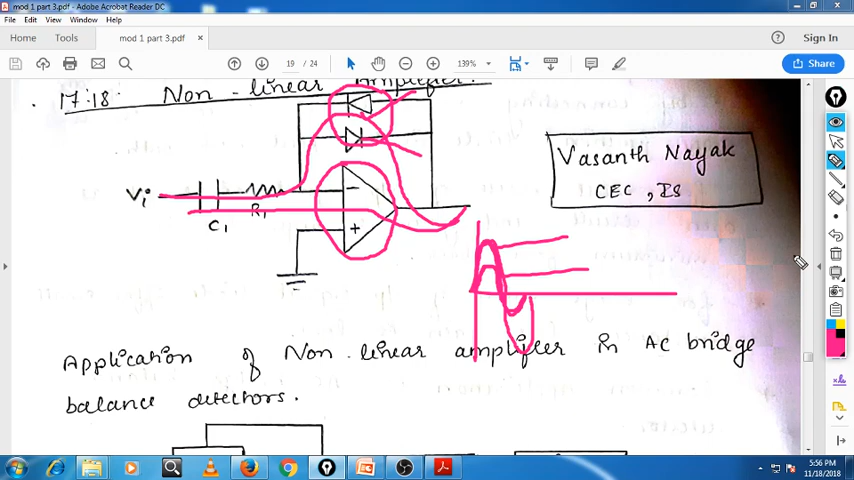 mod 1 part 3.pdf - Adobe Acrobat Reader DC
File Edit View Window Help
Home Tools mod 1 part 3.pdf × Sign In
19 / 24 139% Share
17.18: Non-linear Amplifier.
Vi
C1
R1
−
+
Vasanth Nayak
CEC, IS
Application of Non linear amplifier in AC bridge
balance detectors.
5:56 PM
11/18/2018